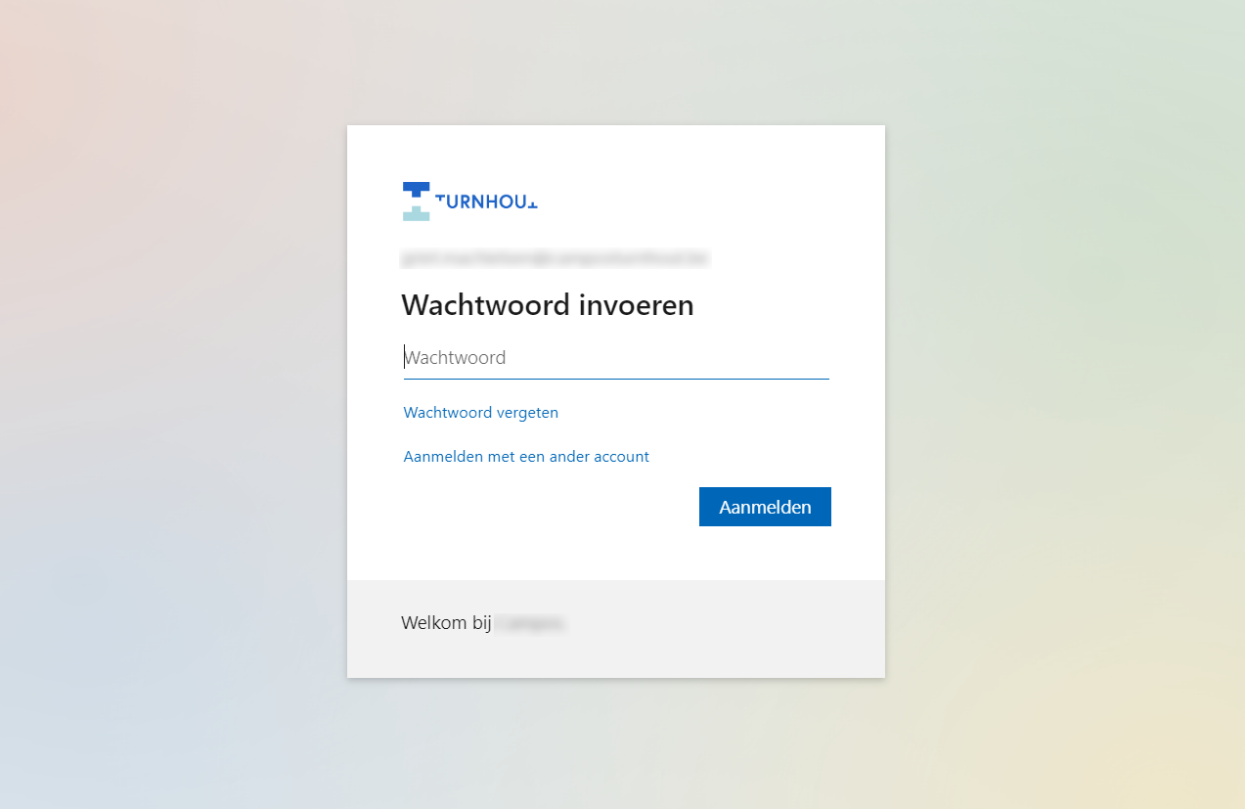 TURNHOUT
Wachtwoord invoeren
Wachtwoord
Wachtwoord vergeten
Aanmelden met een ander account
Aanmelden
Welkom bij